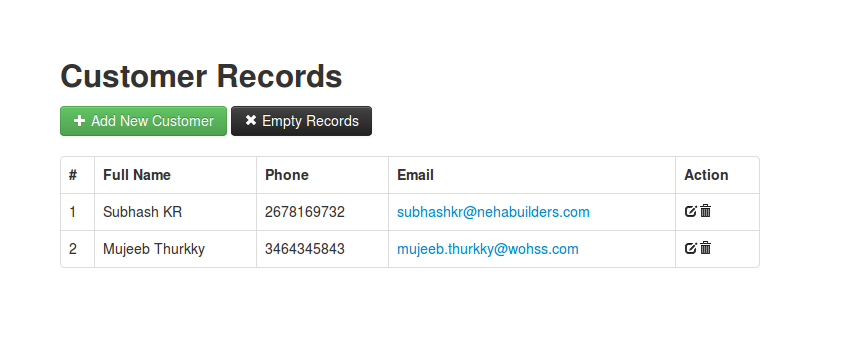 Customer Records
Add New Customer Empty Records
# Full Name Phone Email Action
1 Subhash KR 2678169732 subhashkr@nehabuilders.com
2 Mujeeb Thurkky 3464345843 mujeeb.thurkky@wohss.com